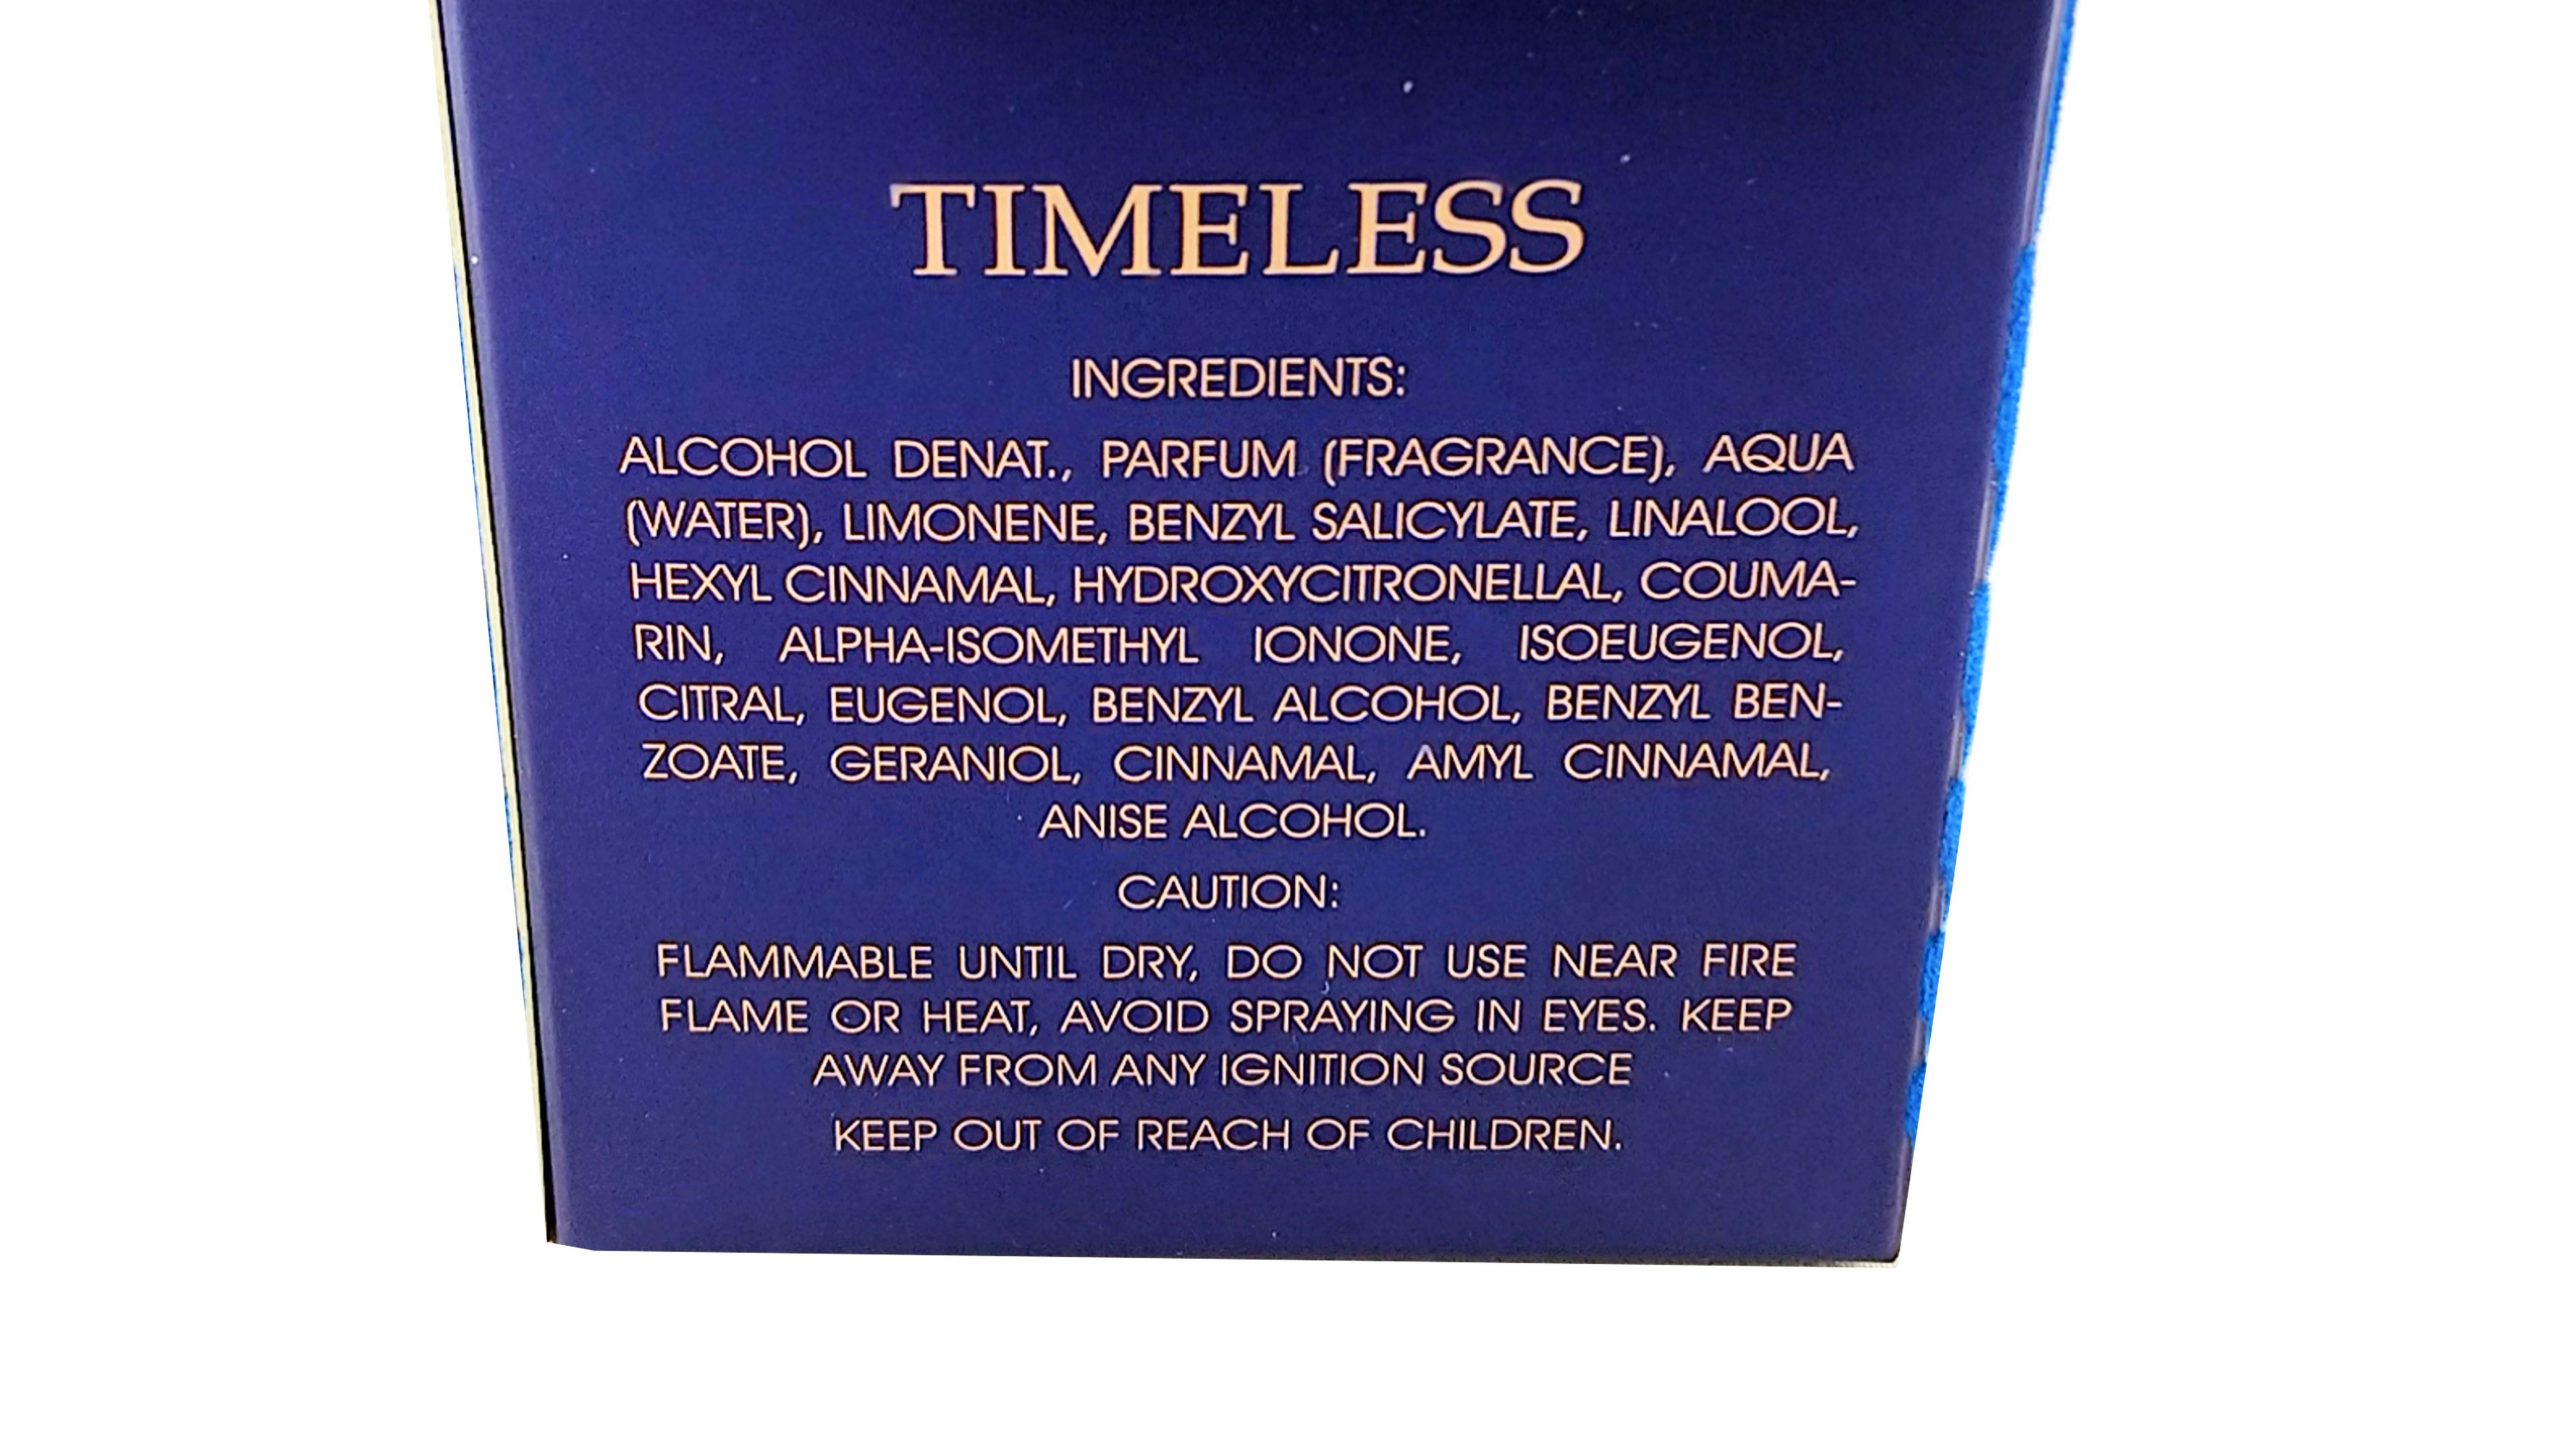 TIMELESS
INGREDIENTS:
ALCOHOL DENAT., PARFUM (FRAGRANCE), AQUA
(WATER), LIMONENE, BENZYL SALICYLATE, LINALOOL,
HEXYL CINNAMAL, HYDROXYCITRONELLAL, COUMA-
RIN, ALPHA-ISOMETHYL IONONE, ISOEUGENOL,
CITRAL, EUGENOL, BENZYL ALCOHOL, BENZYL BEN-
ZOATE, GERANIOL, CINNAMAL, AMYL CINNAMAL,
ANISE ALCOHOL.
CAUTION:
FLAMMABLE UNTIL DRY, DO NOT USE NEAR FIRE
FLAME OR HEAT, AVOID SPRAYING IN EYES. KEEP
AWAY FROM ANY IGNITION SOURCE
KEEP OUT OF REACH OF CHILDREN.